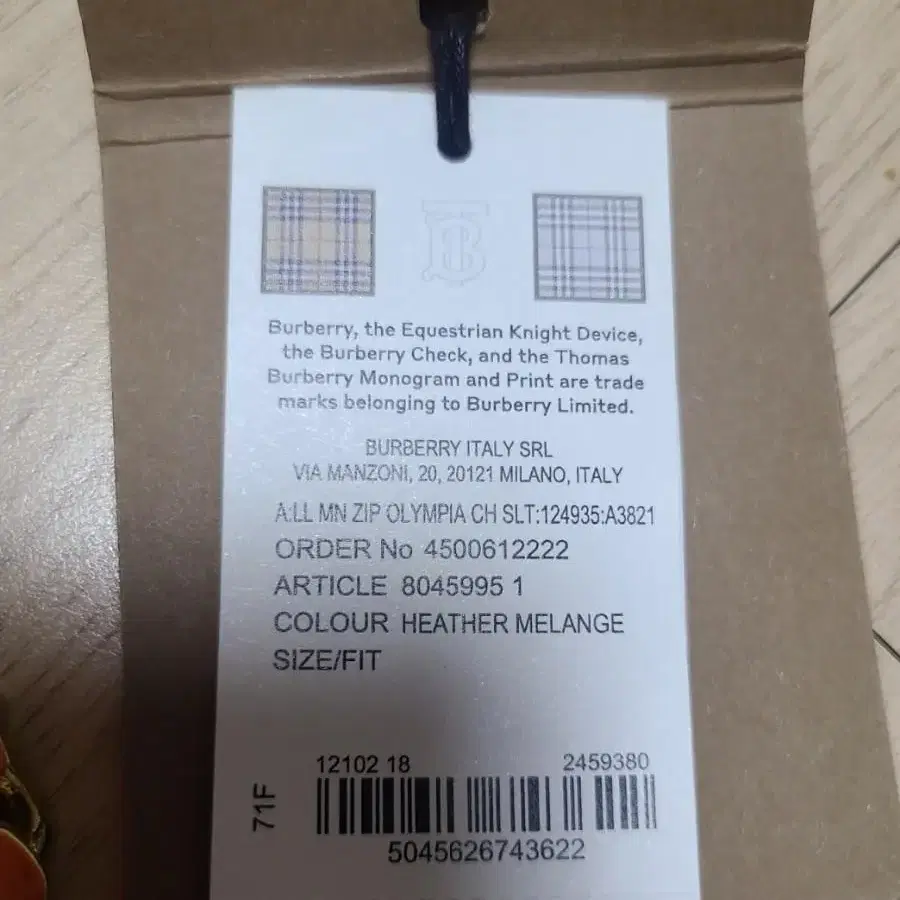 TB
Burberry, the Equestrian Knight Device,
the Burberry Check, and the Thomas
Burberry Monogram and Print are trade
marks belonging to Burberry Limited.
BURBERRY ITALY SRL
VIA MANZONI, 20, 20121 MILANO, ITALY
A:LL MN ZIP OLYMPIA CH SLT:124935:A3821
ORDER No 4500612222
ARTICLE 8045995 1
COLOUR HEATHER MELANGE
SIZE/FIT
12102 18 2459380
71F
5045626743622